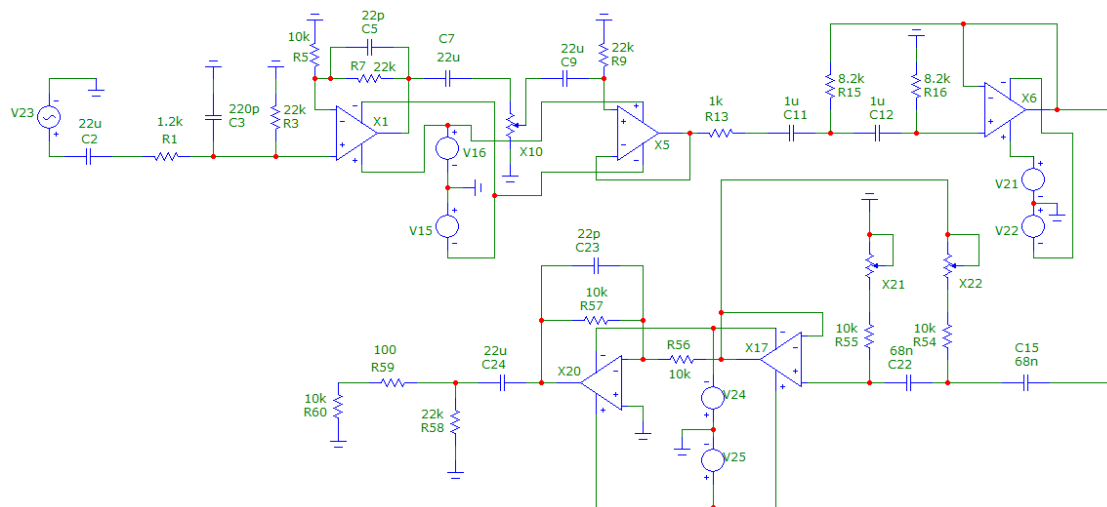 22p
C5
10k
R5
R7
22k
C7
22u
22u
C9
22k
R9
8.2k
R15
8.2k
R16
X6
V23
22u
C2
1.2k
R1
220p
C3
22k
R3
X1
V16
X10
X5
1k
R13
1u
C11
1u
C12
V21
V22
V15
22p
C23
10k
R57
X21
X22
10k
R55
10k
R54
68n
C22
C15
68n
X17
R56
10k
X20
22u
C24
100
R59
10k
R60
22k
R58
V24
V25